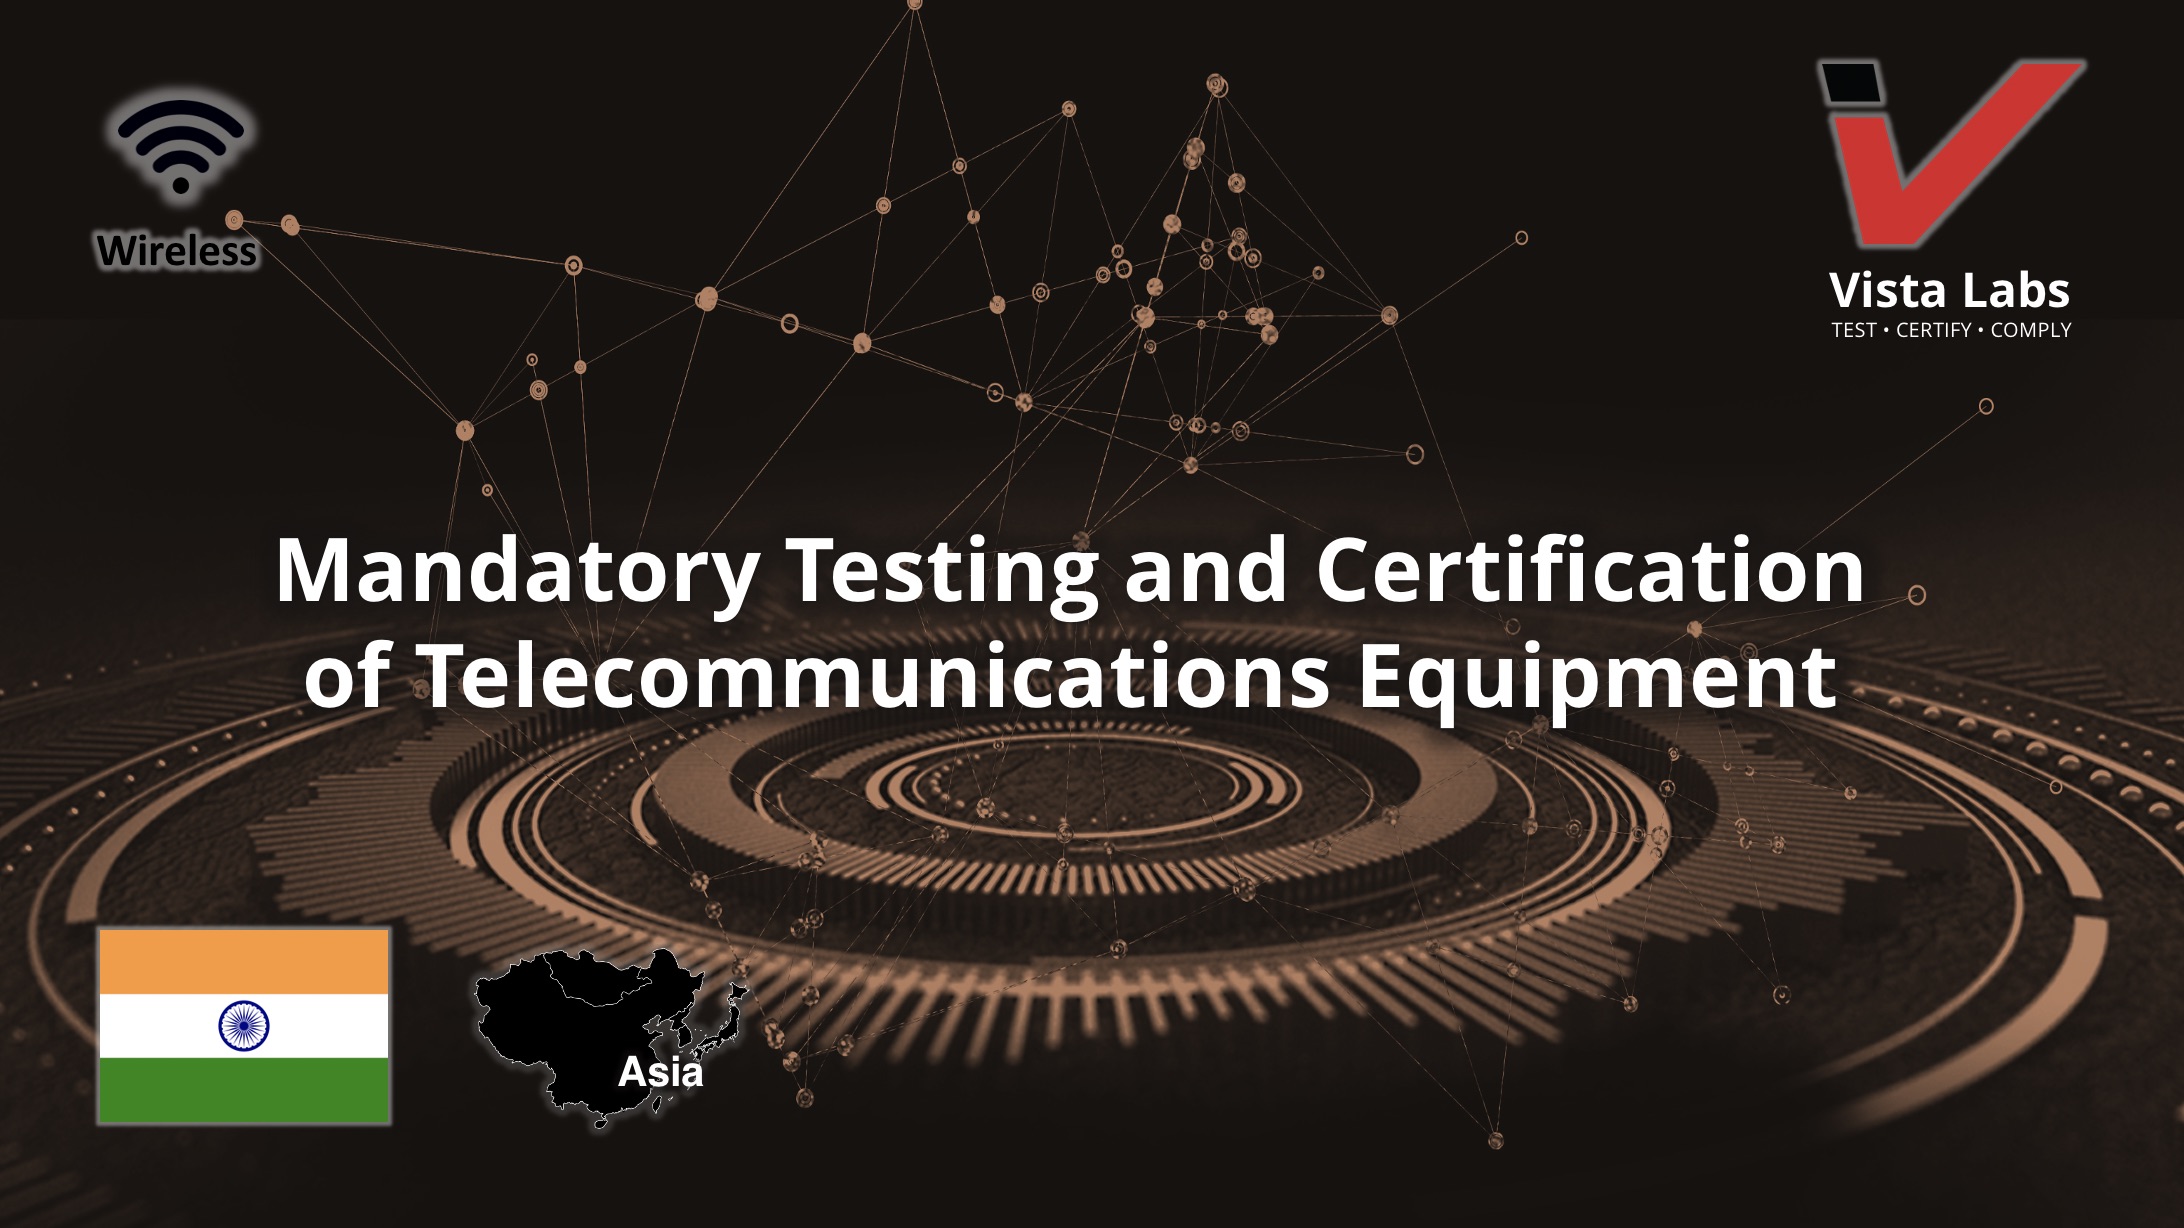 Wireless
Vista Labs
TEST • CERTIFY • COMPLY
Mandatory Testing and Certification
of Telecommunications Equipment
Asia